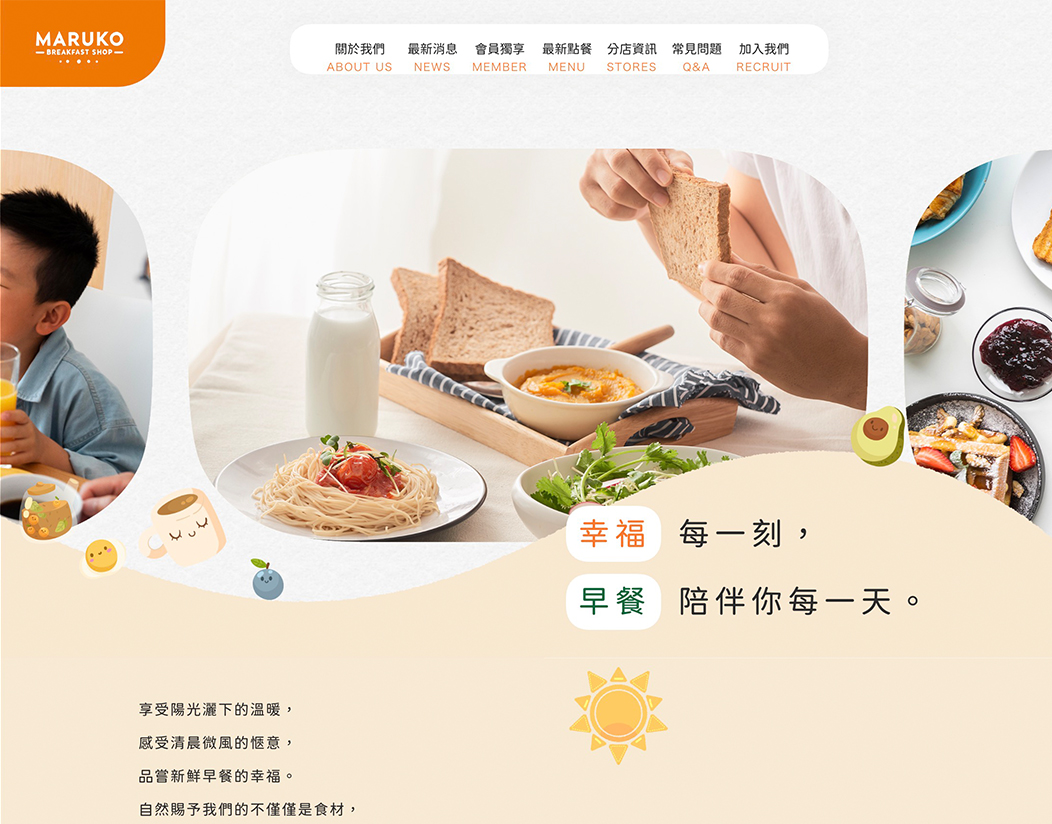 MARUKO
BREAKFAST SHOP
關於我們 最新消息 會員獨享 最新點餐 分店資訊 常見問題 加入我們
ABOUT US NEWS MEMBER MENU STORES Q&A RECRUIT
幸福 每一刻，
早餐 陪伴你每一天。
享受陽光灑下的溫暖，
感受清晨微風的愜意，
品嘗新鮮早餐的幸福。
自然賜予我們的不僅僅是食材，